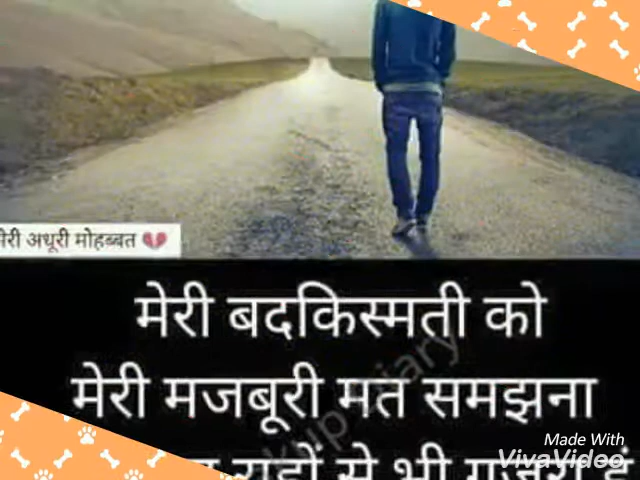 मेरी अधूरी मोहब्बत 💔
मेरी बदकिस्मती को
मेरी मजबूरी मत समझना
से भी
Made With
VivaVideo